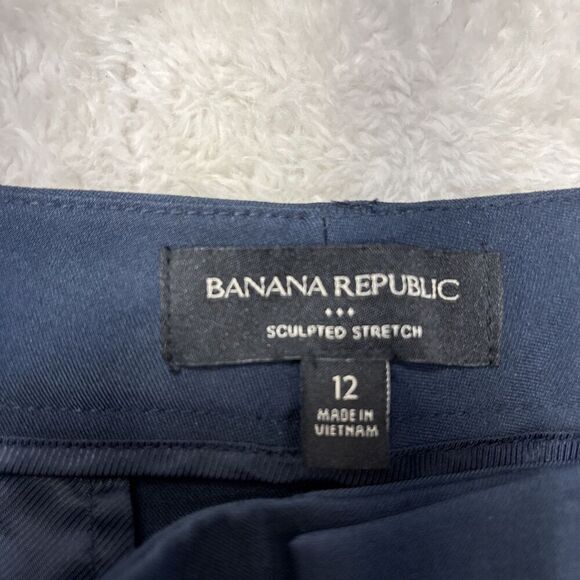 BANANA REPUBLIC
SCULPTED STRETCH
12
MADE IN
VIETNAM